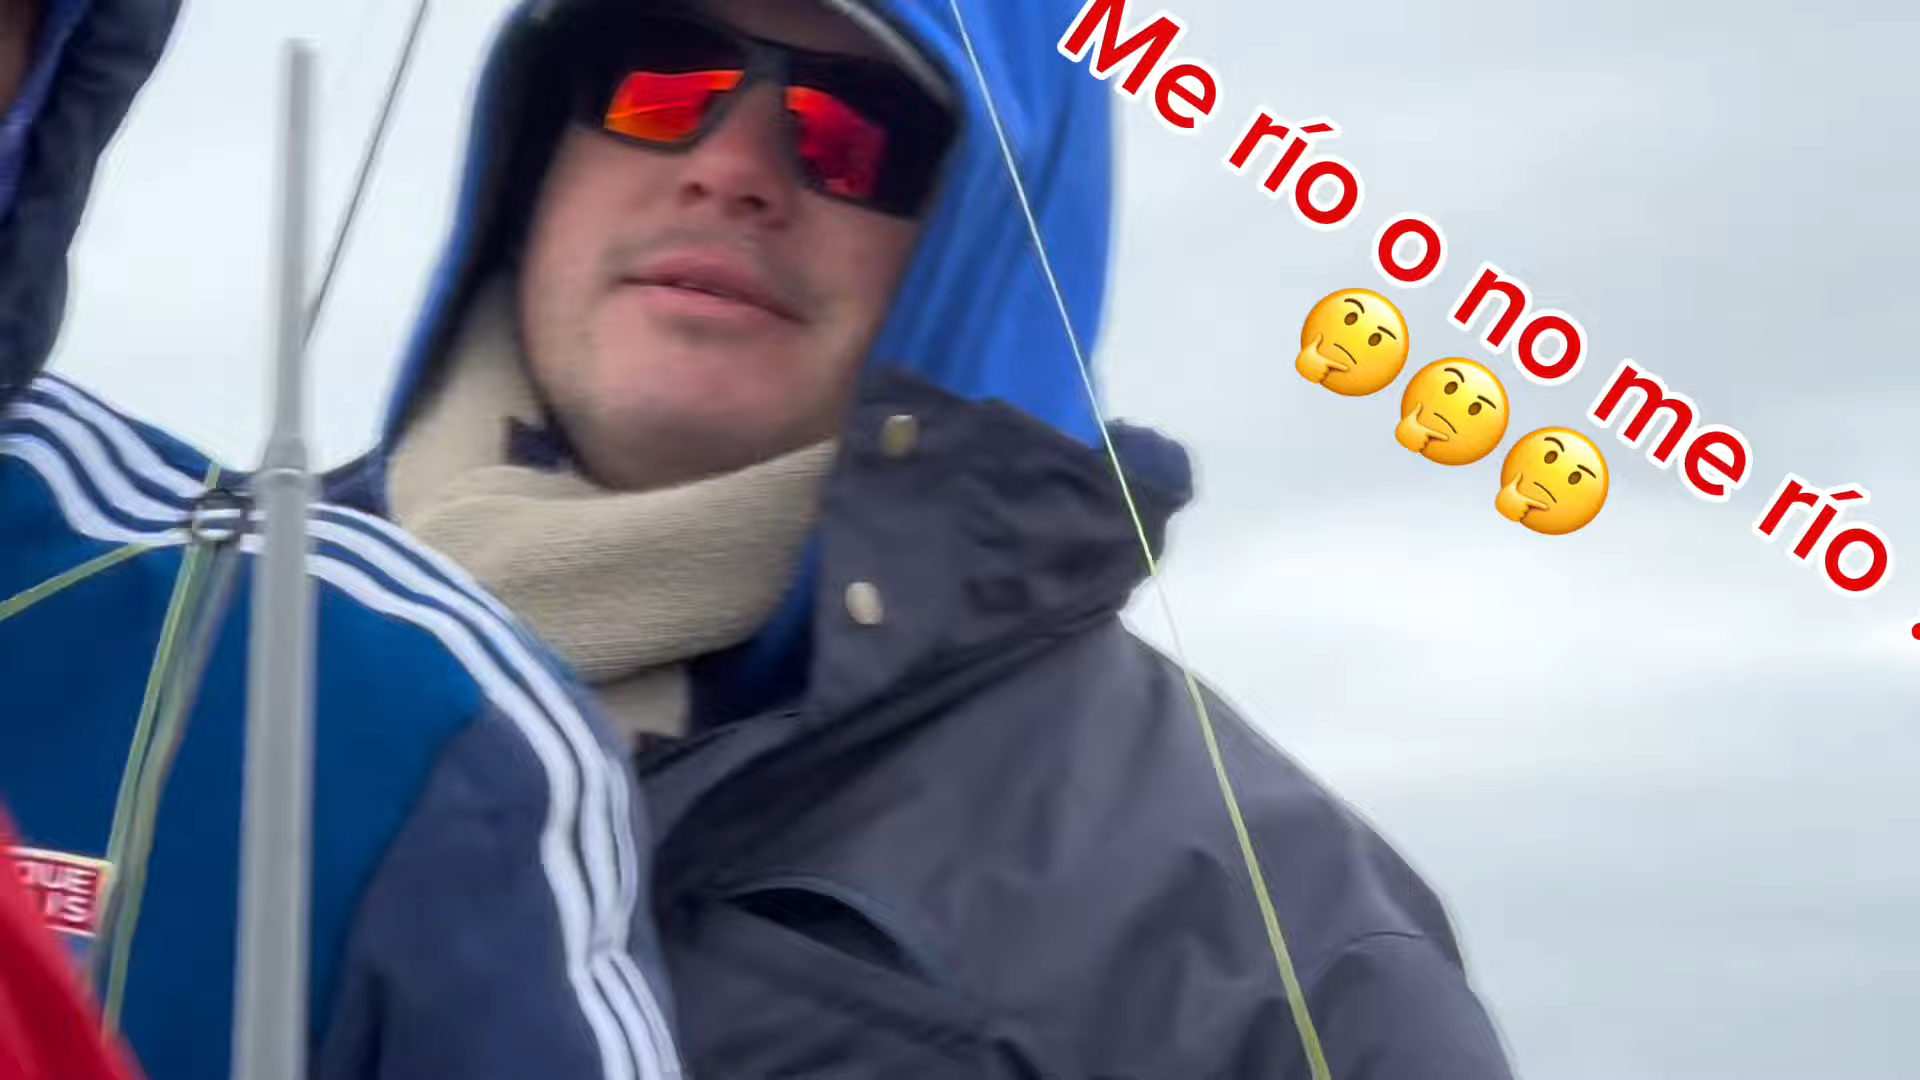 Me río o no me río
🤔🤔🤔